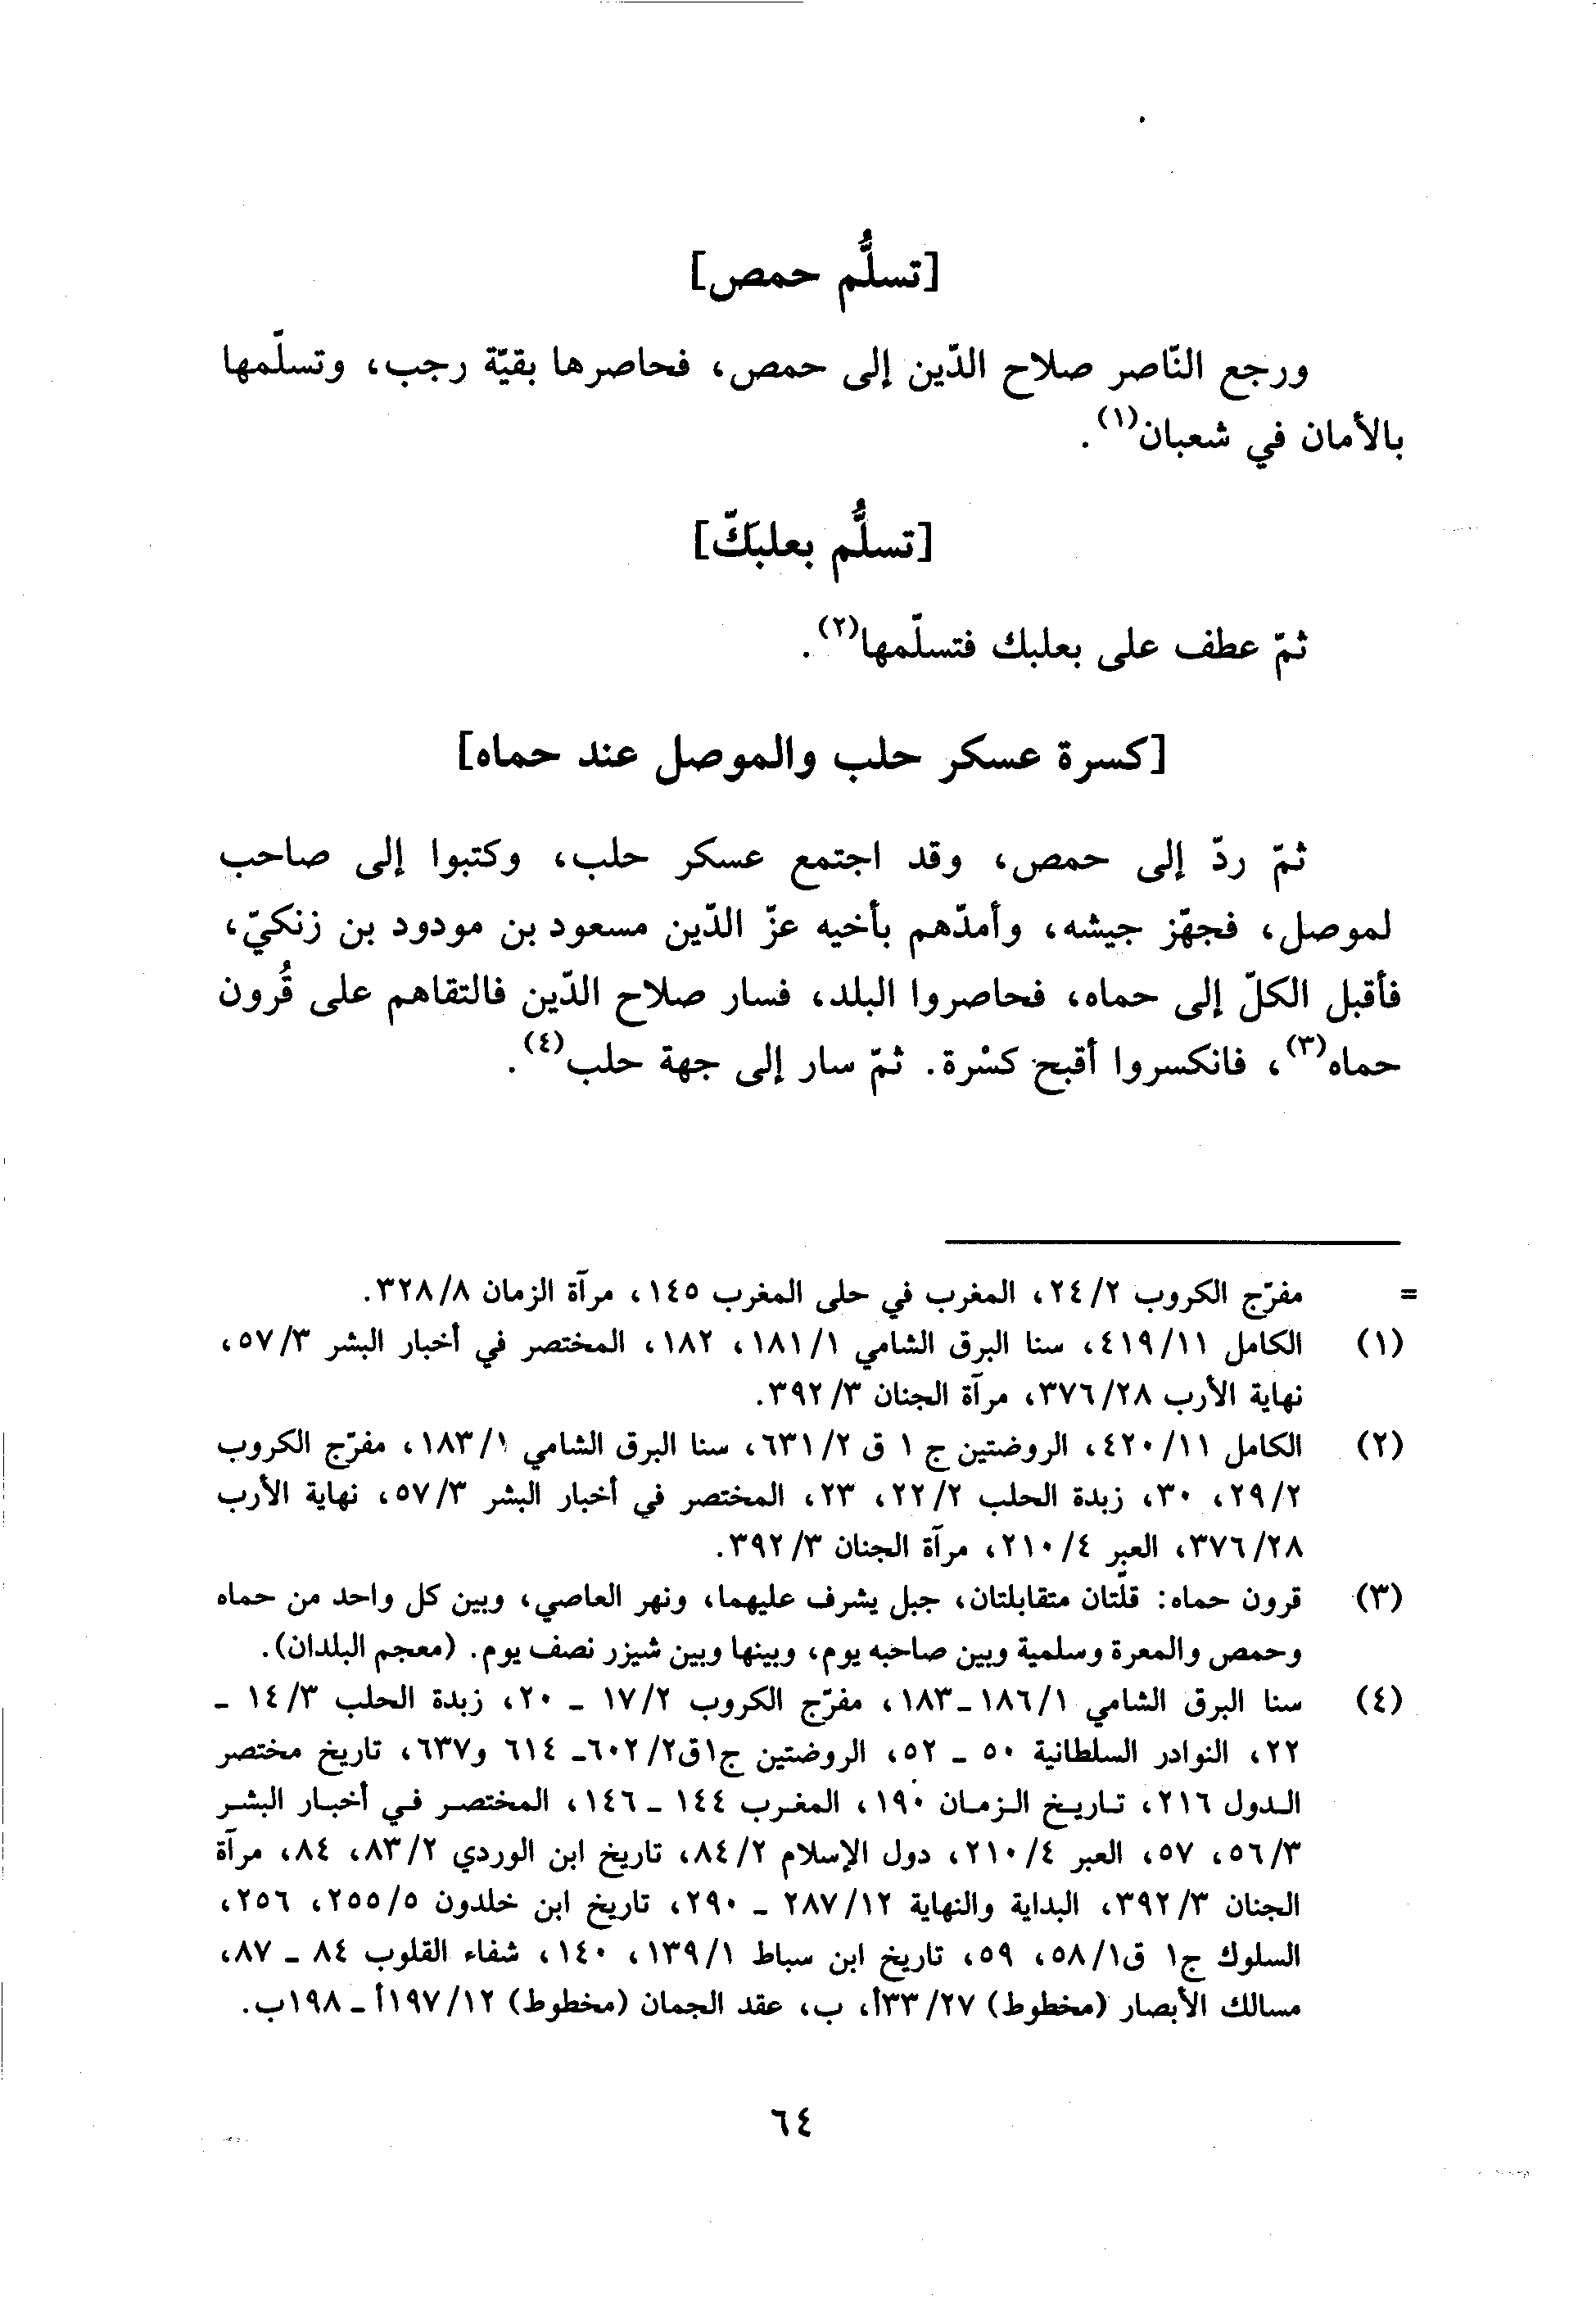 [تسلُّم حمص]
ورجع النّاصر صلاح الدّين إلى حمص، فحاصرها بقيّة رجب، وتسلّمها
بالأمان في شعبان(١).
[تسلُّم بعلبَكّ]
ثمّ عطف على بعلبك فتسلّمها(٢).
[كسرة عسكر حلب والموصل عند حماه]
ثمّ ردّ إلى حمص، وقد اجتمع عسكر حلب، وكتبوا إلى صاحب
لموصل، فجهّز جيشه، وأمدّهم بأخيه عزّ الدّين مسعود بن مودود بن زنكيّ،
فأقبل الكلّ إلى حماه، فحاصروا البلد، فسار صلاح الدّين فالتقاهم على قُرون
حماه(٣)، فانكسروا أقبح كسْرة. ثمّ سار إلى جهة حلب(٤).
= مفرّج الكروب ٢٤/٢، المغرب في حلى المغرب ١٤٥، مرآة الزمان ٣٢٨/٨.
(١) الكامل ٤١٩/١١، سنا البرق الشامي ١٨١/١، ١٨٢، المختصر في أخبار البشر ٥٧/٣،
نهاية الأرب ٣٧٦/٢٨، مرآة الجنان ٣٩٢/٣.
(٢) الكامل ٤٢٠/١١، الروضتين ج ١ ق ٦٣١/٢، سنا البرق الشامي ١٨٣/١، مفرّج الكروب
٢٩/٢، ٣٠، زبدة الحلب ٢٢/٢، ٢٣، المختصر في أخبار البشر ٥٧/٣، نهاية الأرب
٣٧٦/٢٨، العبر ٢١٠/٤، مرآة الجنان ٣٩٢/٣.
(٣) قرون حماه: قلّتان متقابلتان، جبل يشرف عليهما، ونهر العاصي، وبين كل واحد من حماه
وحمص والمعرة وسلمية وبين صاحبه يوم، وبينها وبين شيزر نصف يوم. (معجم البلدان).
(٤) سنا البرق الشامي ١٨٦/١-١٨٣، مفرّج الكروب ١٧/٢ - ٢٠، زبدة الحلب ١٤/٣ -
٢٢، النوادر السلطانية ٥٠ - ٥٢، الروضتين ج١ق٦٠٢/٢- ٦١٤ و٦٣٧، تاريخ مختصر
الدول ٢١٦، تاريخ الزمان ١٩٠، المغرب ١٤٤ - ١٤٦، المختصر في أخبار البشر
٥٦/٣، ٥٧، العبر ٢١٠/٤، دول الإسلام ٨٤/٢، تاريخ ابن الوردي ٨٣/٢، ٨٤، مرآة
الجنان ٣٩٢/٣، البداية والنهاية ٢٨٧/١٢ - ٢٩٠، تاريخ ابن خلدون ٢٥٥/٥، ٢٥٦،
السلوك ج١ ق٥٨/١، ٥٩، تاريخ ابن سباط ١٣٩/١، ١٤٠، شفاء القلوب ٨٤ - ٨٧،
مسالك الأبصار (مخطوط) ٣٣/٢٧أ، ب، عقد الجمان (مخطوط) ١٩٧/١٢أ - ١٩٨ب.
٦٤